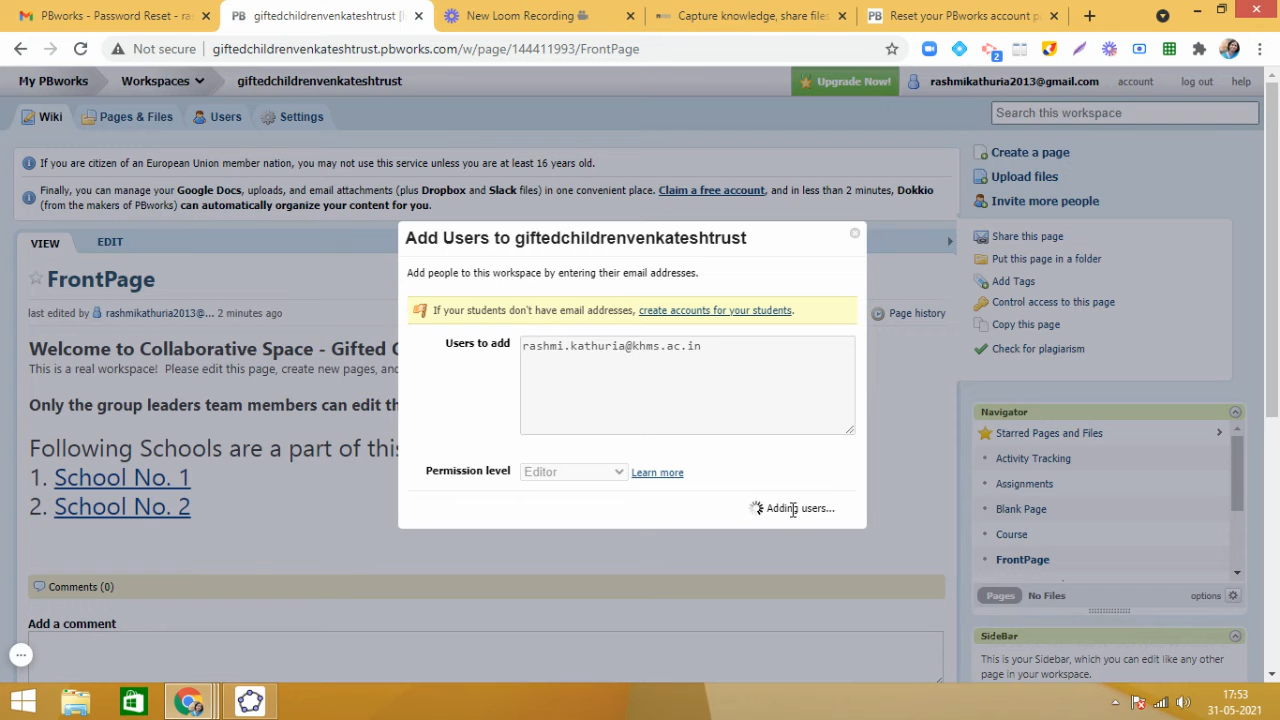 PBworks - Password Reset - ras
giftedchildrenvenkateshtrust [l
New Loom Recording
Capture knowledge, share files
Reset your PBworks account p
Not secure
giftedchildrenvenkateshtrust.pbworks.com/w/page/144411993/FrontPage
2
My PBworks
Workspaces
giftedchildrenvenkateshtrust
Upgrade Now!
rashmikathuria2013@gmail.com
account
log out
help
Wiki
Pages & Files
Users
Settings
Search this workspace
If you are citizen of an European Union member nation, you may not use this service unless you are at least 16 years old.
Finally, you can manage your Google Docs, uploads, and email attachments (plus Dropbox and Slack files) in one convenient place. Claim a free account, and in less than 2 minutes, Dokkio
(from the makers of PBworks) can automatically organize your content for you.
Create a page
Upload files
Invite more people
VIEW
EDIT
FrontPage
last edited by rashmikathuria2013@... 2 minutes ago
Page history
Welcome to Collaborative Space - Gifted C
This is a real workspace! Please edit this page, create new pages, and
Only the group leaders team members can edit th
Following Schools are a part of this
1. School No. 1
2. School No. 2
Add Users to giftedchildrenvenkateshtrust
Add people to this workspace by entering their email addresses.
If your students don't have email addresses, create accounts for your students.
Users to add
rashmi.kathuria@khms.ac.in
Permission level
Editor
Learn more
Adding users...
Share this page
Put this page in a folder
Add Tags
Control access to this page
Copy this page
Check for plagiarism
Navigator
Starred Pages and Files
Activity Tracking
Assignments
Blank Page
Course
FrontPage
Pages
No Files
options
Comments (0)
Add a comment
SideBar
This is your Sidebar, which you can edit like any other
page in your workspace.
17:53
31-05-2021